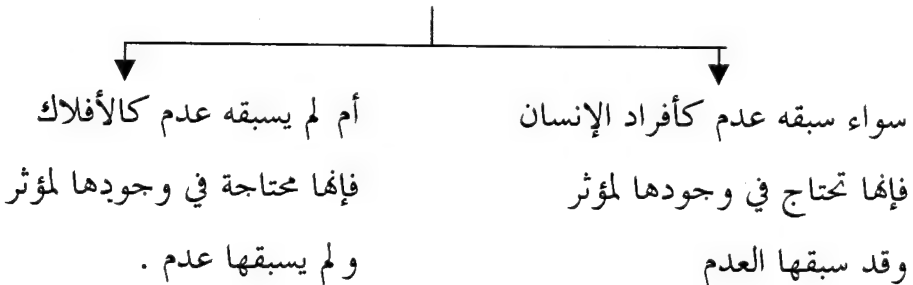 سواء سبقه عدم كأفراد الإنسان
فإنها تحتاج في وجودها لمؤثر
وقد سبقها العدم
أم لم يسبقه عدم كالأفلاك
فإنها محتاجة في وجودها لمؤثر
و لم يسبقها عدم .